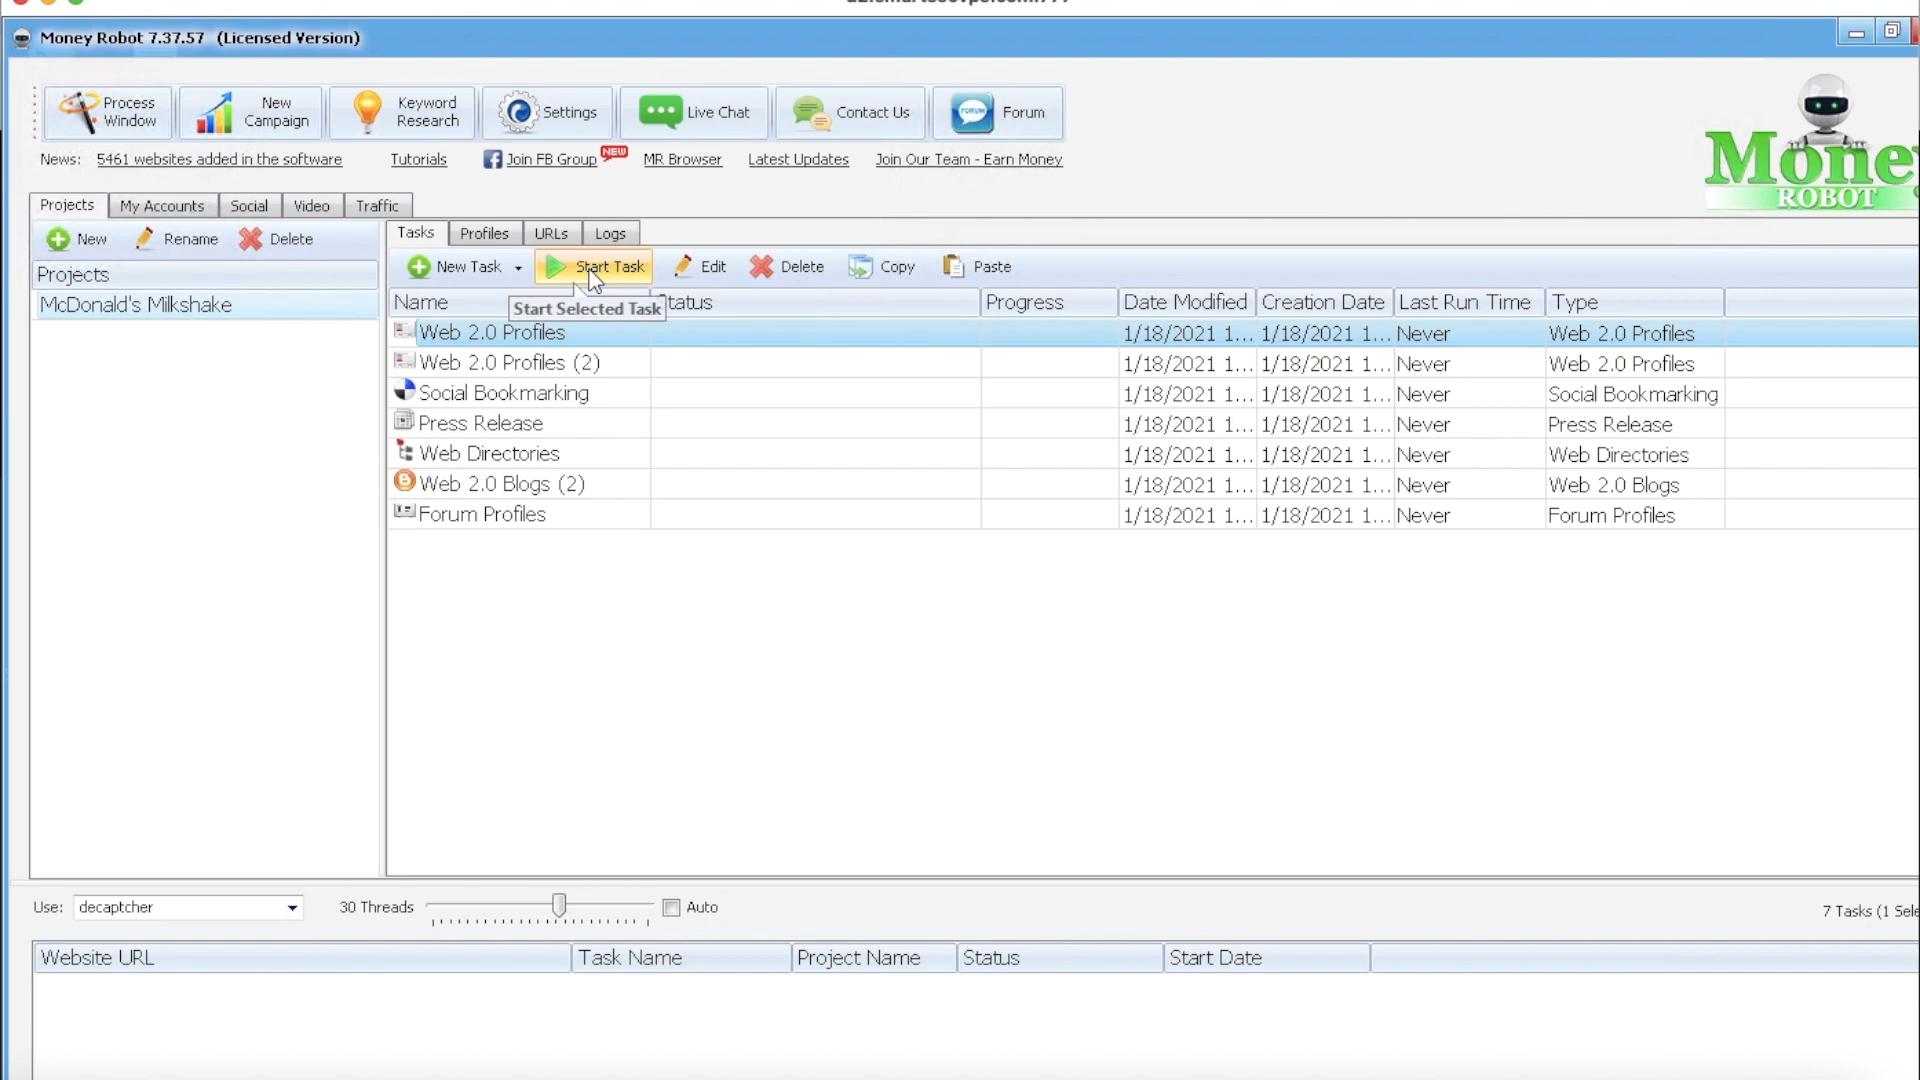 Money Robot 7.37.57 (Licensed Version)
Process Window
New Campaign
Keyword Research
Settings
Live Chat
Contact Us
FORUM
Forum
News: 5461 websites added in the software Tutorials Join FB Group NEW MR Browser Latest Updates Join Our Team - Earn Money
Mone
ROBOT
Projects My Accounts Social Video Traffic
New Rename Delete
Projects
McDonald's Milkshake
Tasks Profiles URLs Logs
New Task Start Task Edit Delete Copy Paste
Name Status Progress Date Modified Creation Date Last Run Time Type
Start Selected Task
Web 2.0 Profiles 1/18/2021 1... 1/18/2021 1... Never Web 2.0 Profiles
Web 2.0 Profiles (2) 1/18/2021 1... 1/18/2021 1... Never Web 2.0 Profiles
Social Bookmarking 1/18/2021 1... 1/18/2021 1... Never Social Bookmarking
Press Release 1/18/2021 1... 1/18/2021 1... Never Press Release
Web Directories 1/18/2021 1... 1/18/2021 1... Never Web Directories
Web 2.0 Blogs (2) 1/18/2021 1... 1/18/2021 1... Never Web 2.0 Blogs
Forum Profiles 1/18/2021 1... 1/18/2021 1... Never Forum Profiles
Use: decaptcher 30 Threads Auto 7 Tasks (1 Sele
Website URL Task Name Project Name Status Start Date